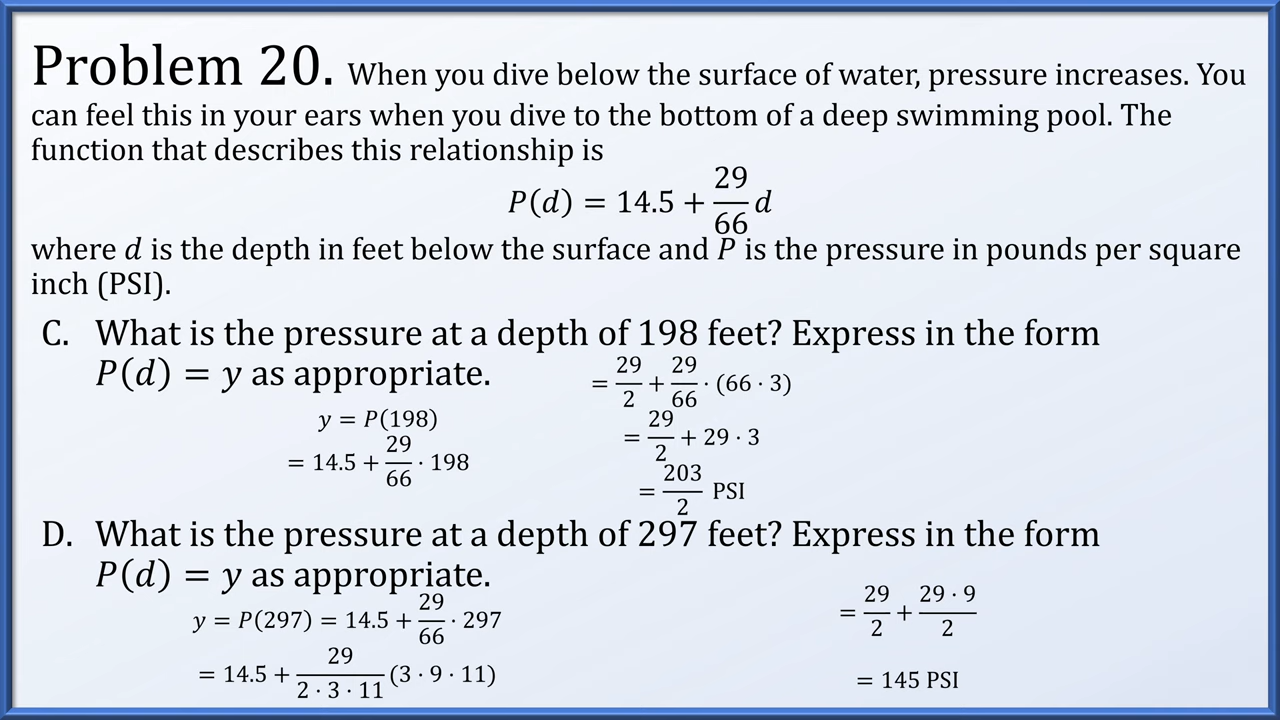 Problem 20. When you dive below the surface of water, pressure increases. You
can feel this in your ears when you dive to the bottom of a deep swimming pool. The
function that describes this relationship is
P(d) = 14.5 + 29/66 d
where d is the depth in feet below the surface and P is the pressure in pounds per square
inch (PSI).
C. What is the pressure at a depth of 198 feet? Express in the form
P(d) = y as appropriate.
y = P(198)
= 14.5 + 29/66 · 198
= 29/2 + 29/66 · (66 · 3)
= 29/2 + 29 · 3
= 203/2 PSI
D. What is the pressure at a depth of 297 feet? Express in the form
P(d) = y as appropriate.
y = P(297) = 14.5 + 29/66 · 297
= 14.5 + 29/(2 · 3 · 11) (3 · 9 · 11)
= 29/2 + (29 · 9)/2
= 145 PSI